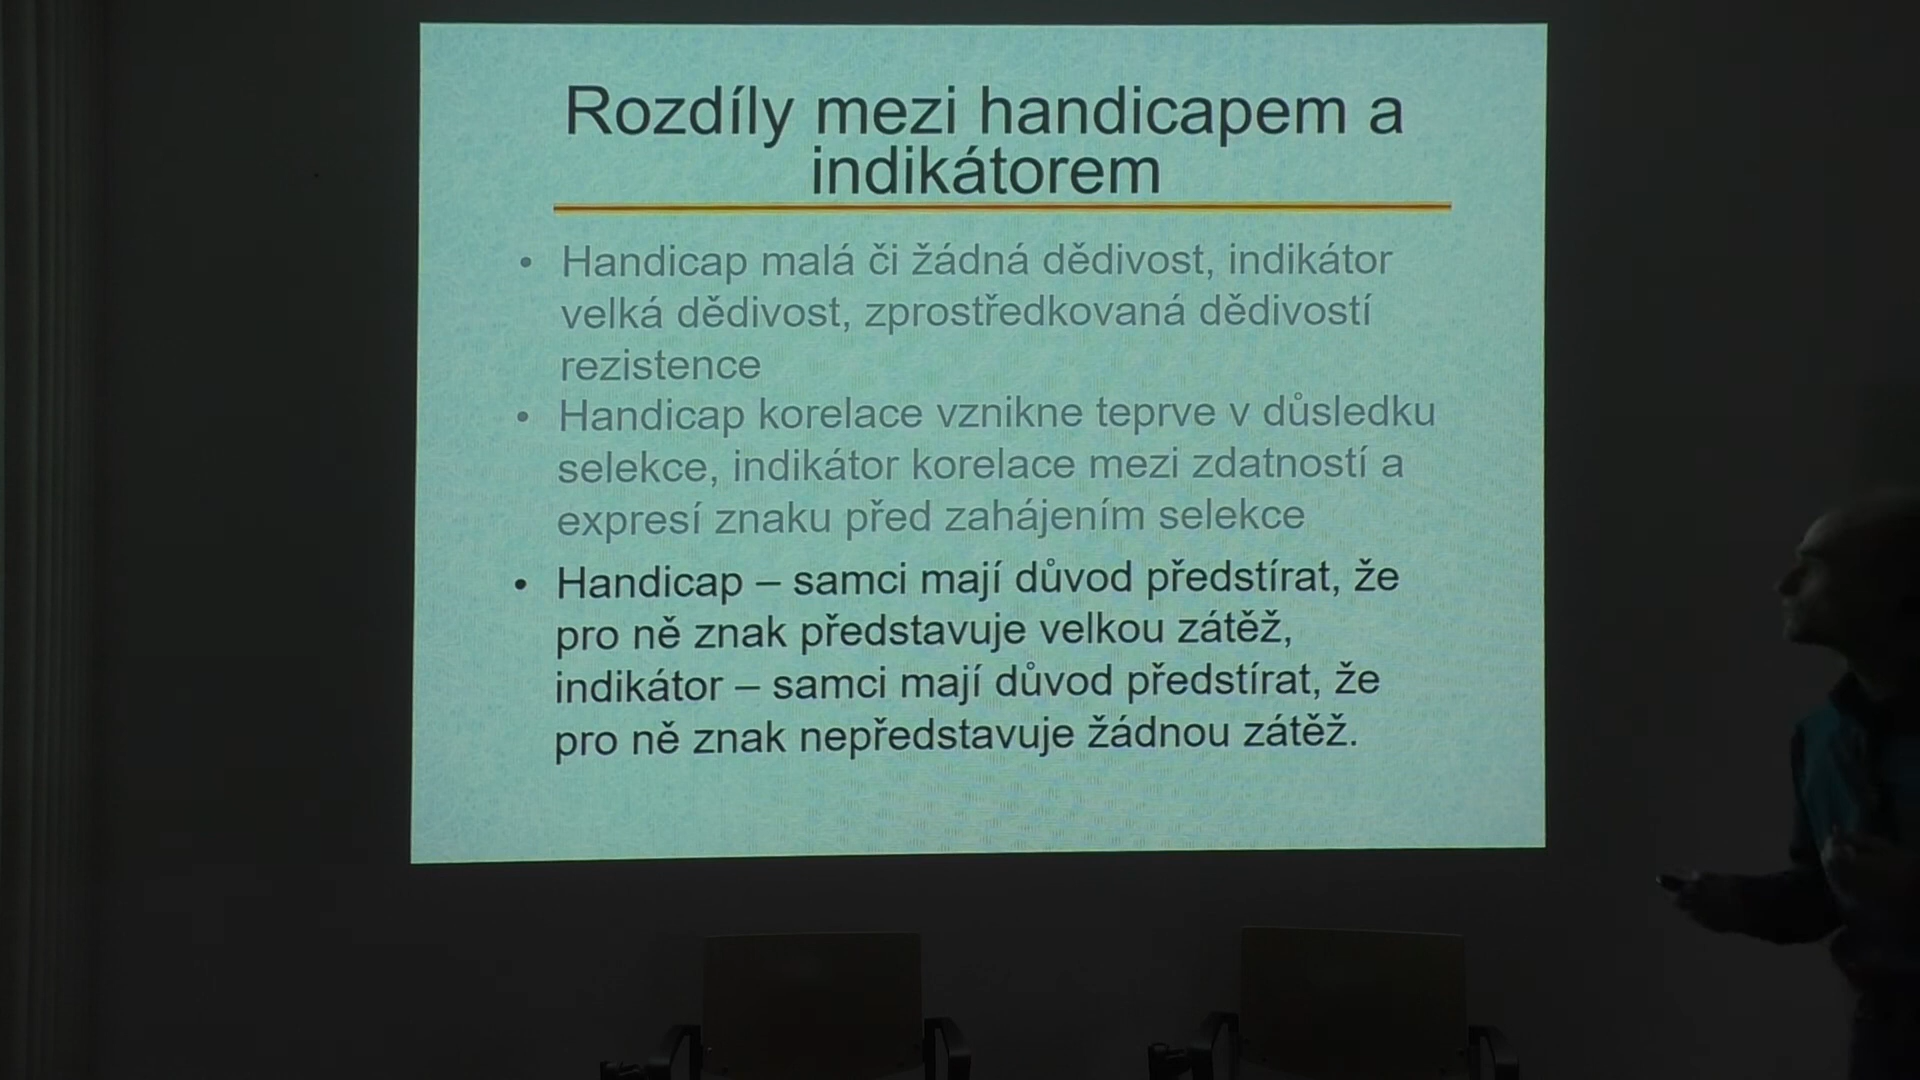 Rozdíly mezi handicapem a
indikátorem
• Handicap malá či žádná dědivost, indikátor
velká dědivost, zprostředkovaná dědivostí
rezistence
• Handicap korelace vznikne teprve v důsledku
selekce, indikátor korelace mezi zdatností a
expresí znaku před zahájením selekce
• Handicap – samci mají důvod předstírat, že
pro ně znak představuje velkou zátěž,
indikátor – samci mají důvod předstírat, že
pro ně znak nepředstavuje žádnou zátěž.